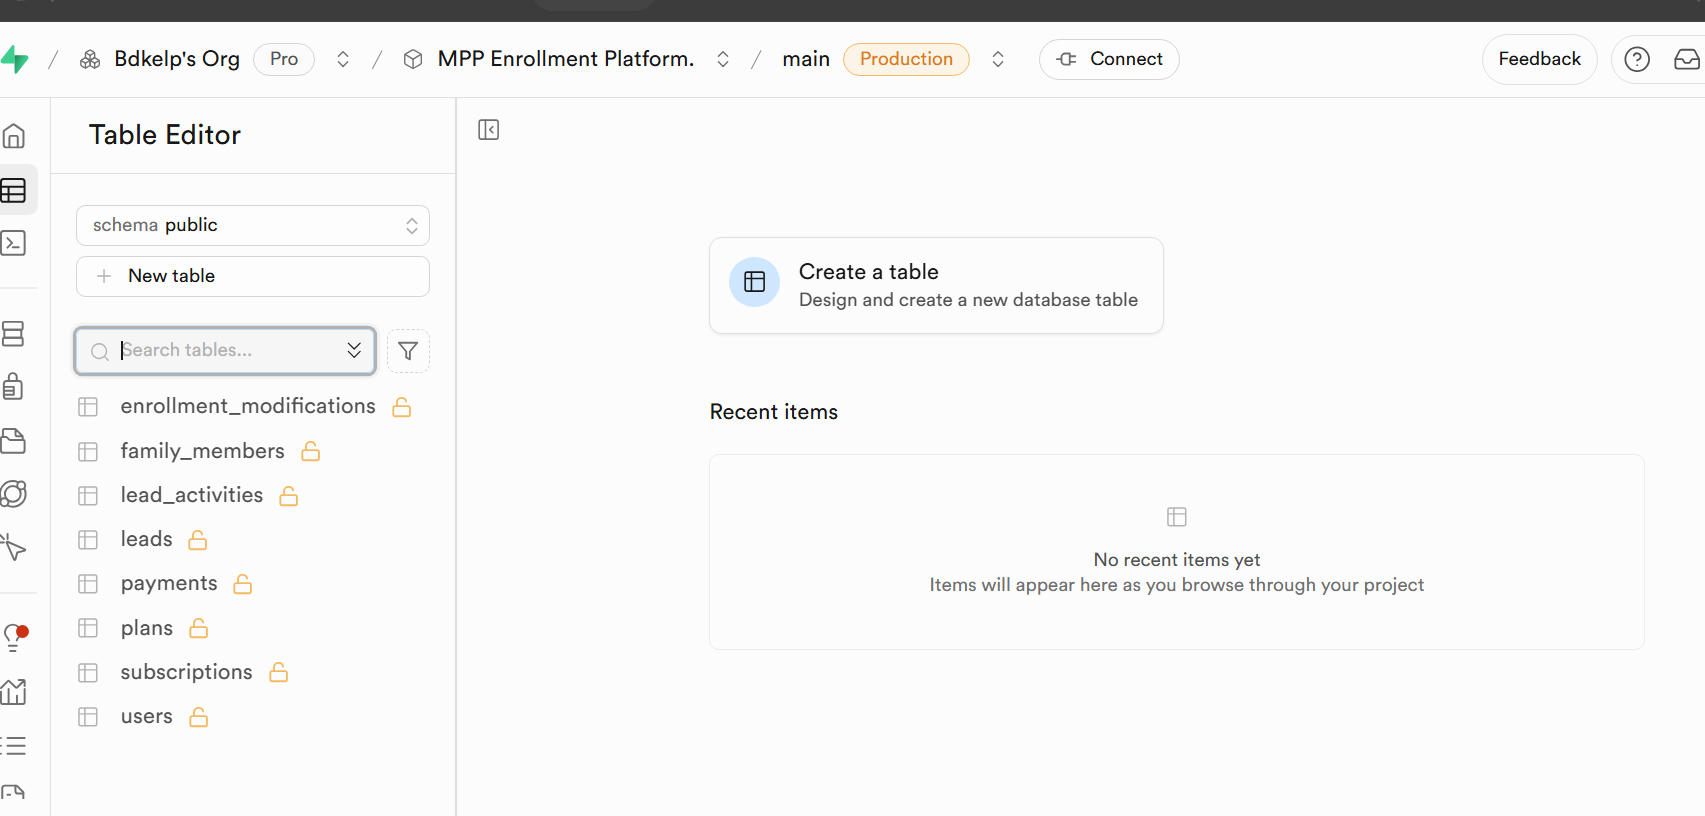 Bdkelp's Org Pro MPP Enrollment Platform. main Production Connect Feedback
Table Editor
schema public
New table
Search tables...
enrollment_modifications
family_members
lead_activities
leads
payments
plans
subscriptions
users
Create a table
Design and create a new database table
Recent items
No recent items yet
Items will appear here as you browse through your project